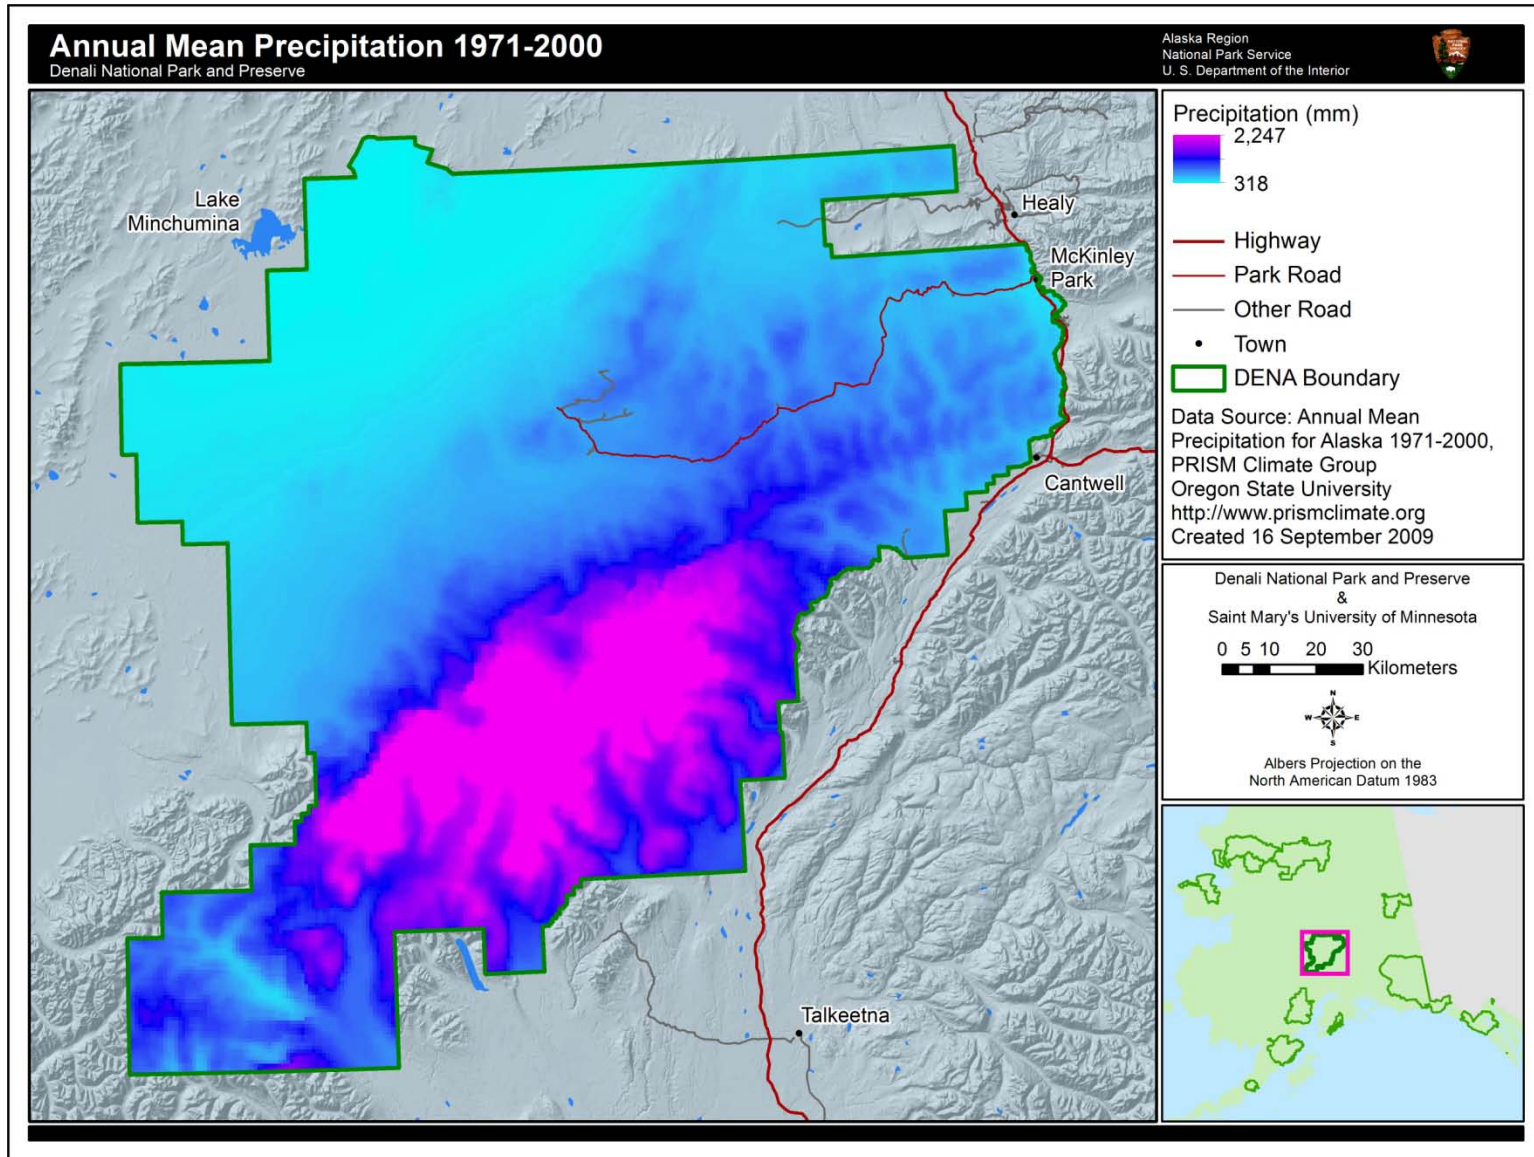 Annual Mean Precipitation 1971-2000
Denali National Park and Preserve
Alaska Region
National Park Service
U. S. Department of the Interior
Lake
Minchumina
Healy
McKinley
Park
Cantwell
Talkeetna
Precipitation (mm)
2,247
318
Highway
Park Road
Other Road
Town
DENA Boundary
Data Source: Annual Mean
Precipitation for Alaska 1971-2000,
PRISM Climate Group
Oregon State University
http://www.prismclimate.org
Created 16 September 2009
Denali National Park and Preserve
&
Saint Mary's University of Minnesota
0 5 10 20 30
Kilometers
N
W E
S
Albers Projection on the
North American Datum 1983